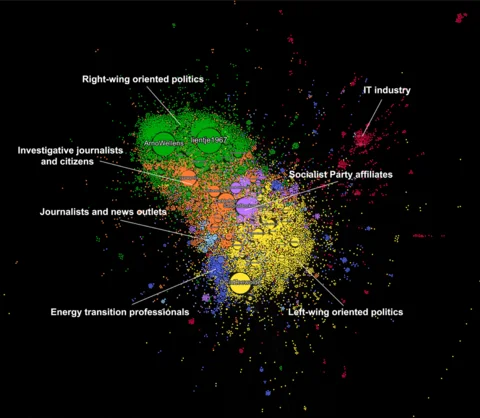 Right-wing oriented politics
IT industry
ArnoWellens
lientje1967
Investigative journalists
and citizens
Socialist Party affiliates
Journalists and news outlets
Energy transition professionals
Left-wing oriented politics